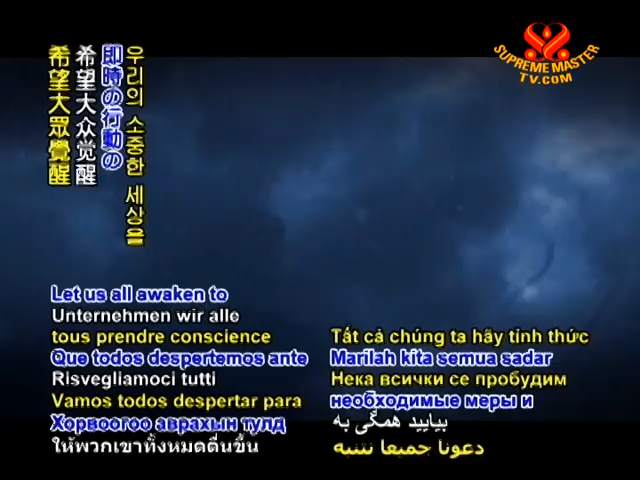 SUPREME MASTER
TV.COM
우리의 소중한 세상을
即時の行動の
希望大众觉醒
希望大眾覺醒
Let us all awaken to
Unternehmen wir alle
tous prendre conscience
Que todos despertemos ante
Risvegliamoci tutti
Vamos todos despertar para
Хорвоогоо аврахын тулд
ให้พวกเขาทั้งหมดตื่นขึ้น
Tất cả chúng ta hãy tỉnh thức
Marilah kita semua sadar
Нека всички се пробудим
необходимые меры и
بیایید همگی به
دعونا جميعا نتنبه